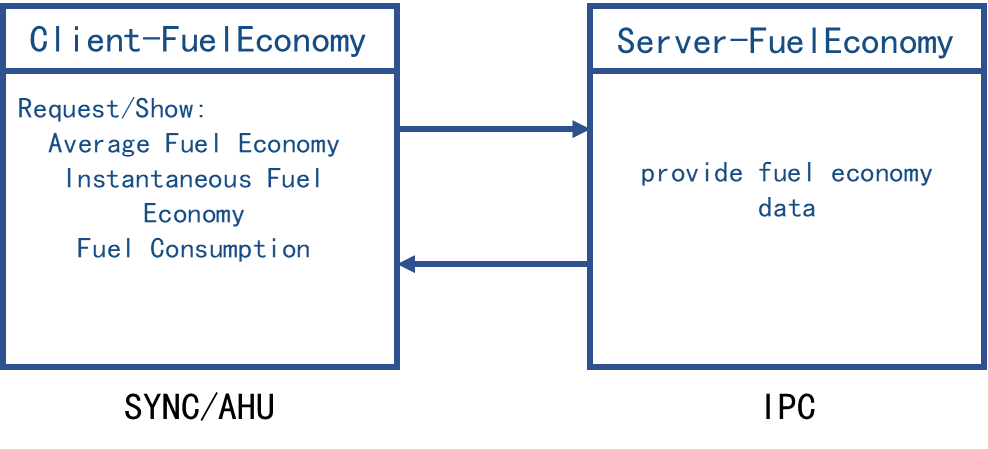 Client-FuelEconomy
Request/Show:
Average Fuel Economy
Instantaneous Fuel
Economy
Fuel Consumption
SYNC/AHU
Server-FuelEconomy
provide fuel economy
data
IPC